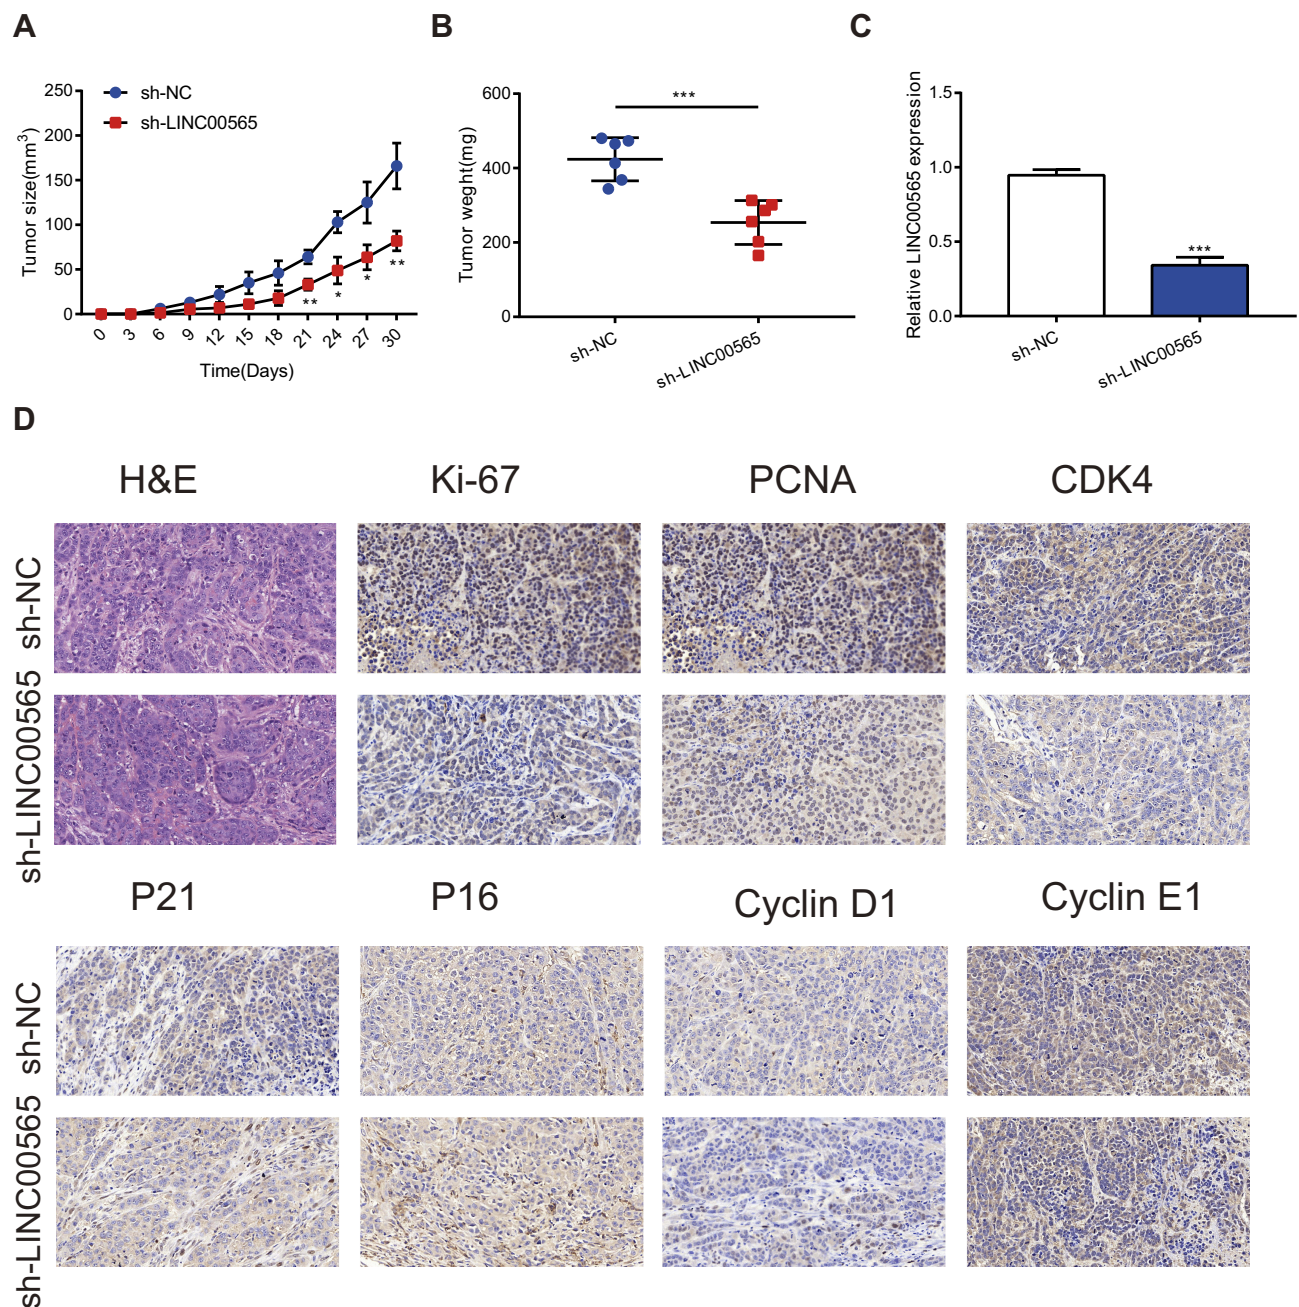 A
B
C
sh-NC
sh-LINC00565
Tumor size(mm³)
250
200
150
100
50
0
0 3 6 9 12 15 18 21 24 27 30
** * * **
Time(Days)
Tumor weght(mg)
600
400
200
0
***
sh-NC
sh-LINC00565
Relative LINC00565 expression
1.5
1.0
0.5
0.0
***
sh-NC
sh-LINC00565
D
H&E Ki-67 PCNA CDK4
sh-NC
sh-LINC00565
P21 P16 Cyclin D1 Cyclin E1
sh-NC
sh-LINC00565